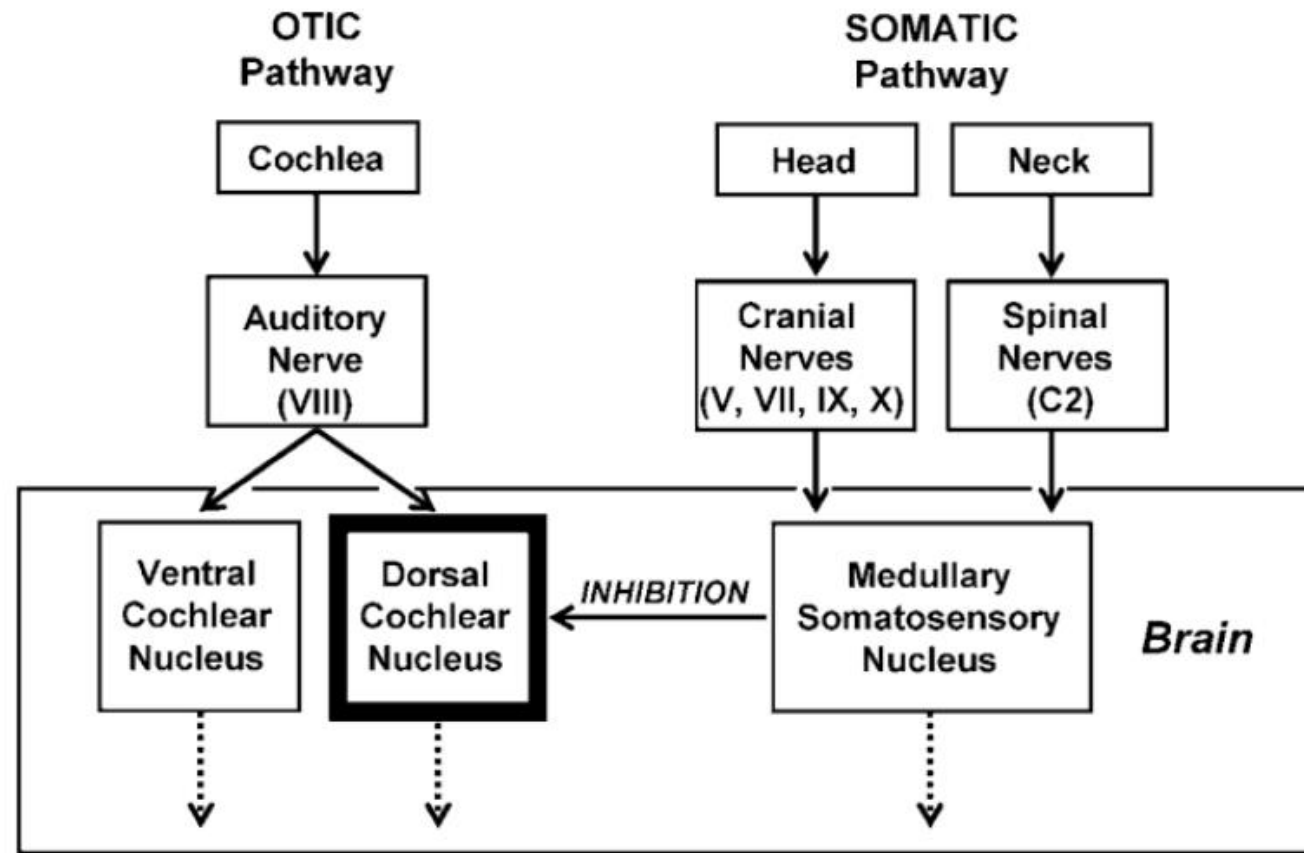 OTIC
Pathway
SOMATIC
Pathway
Cochlea
Head
Neck
Auditory
Nerve
(VIII)
Cranial
Nerves
(V, VII, IX, X)
Spinal
Nerves
(C2)
Ventral
Cochlear
Nucleus
Dorsal
Cochlear
Nucleus
INHIBITION
Medullary
Somatosensory
Nucleus
Brain